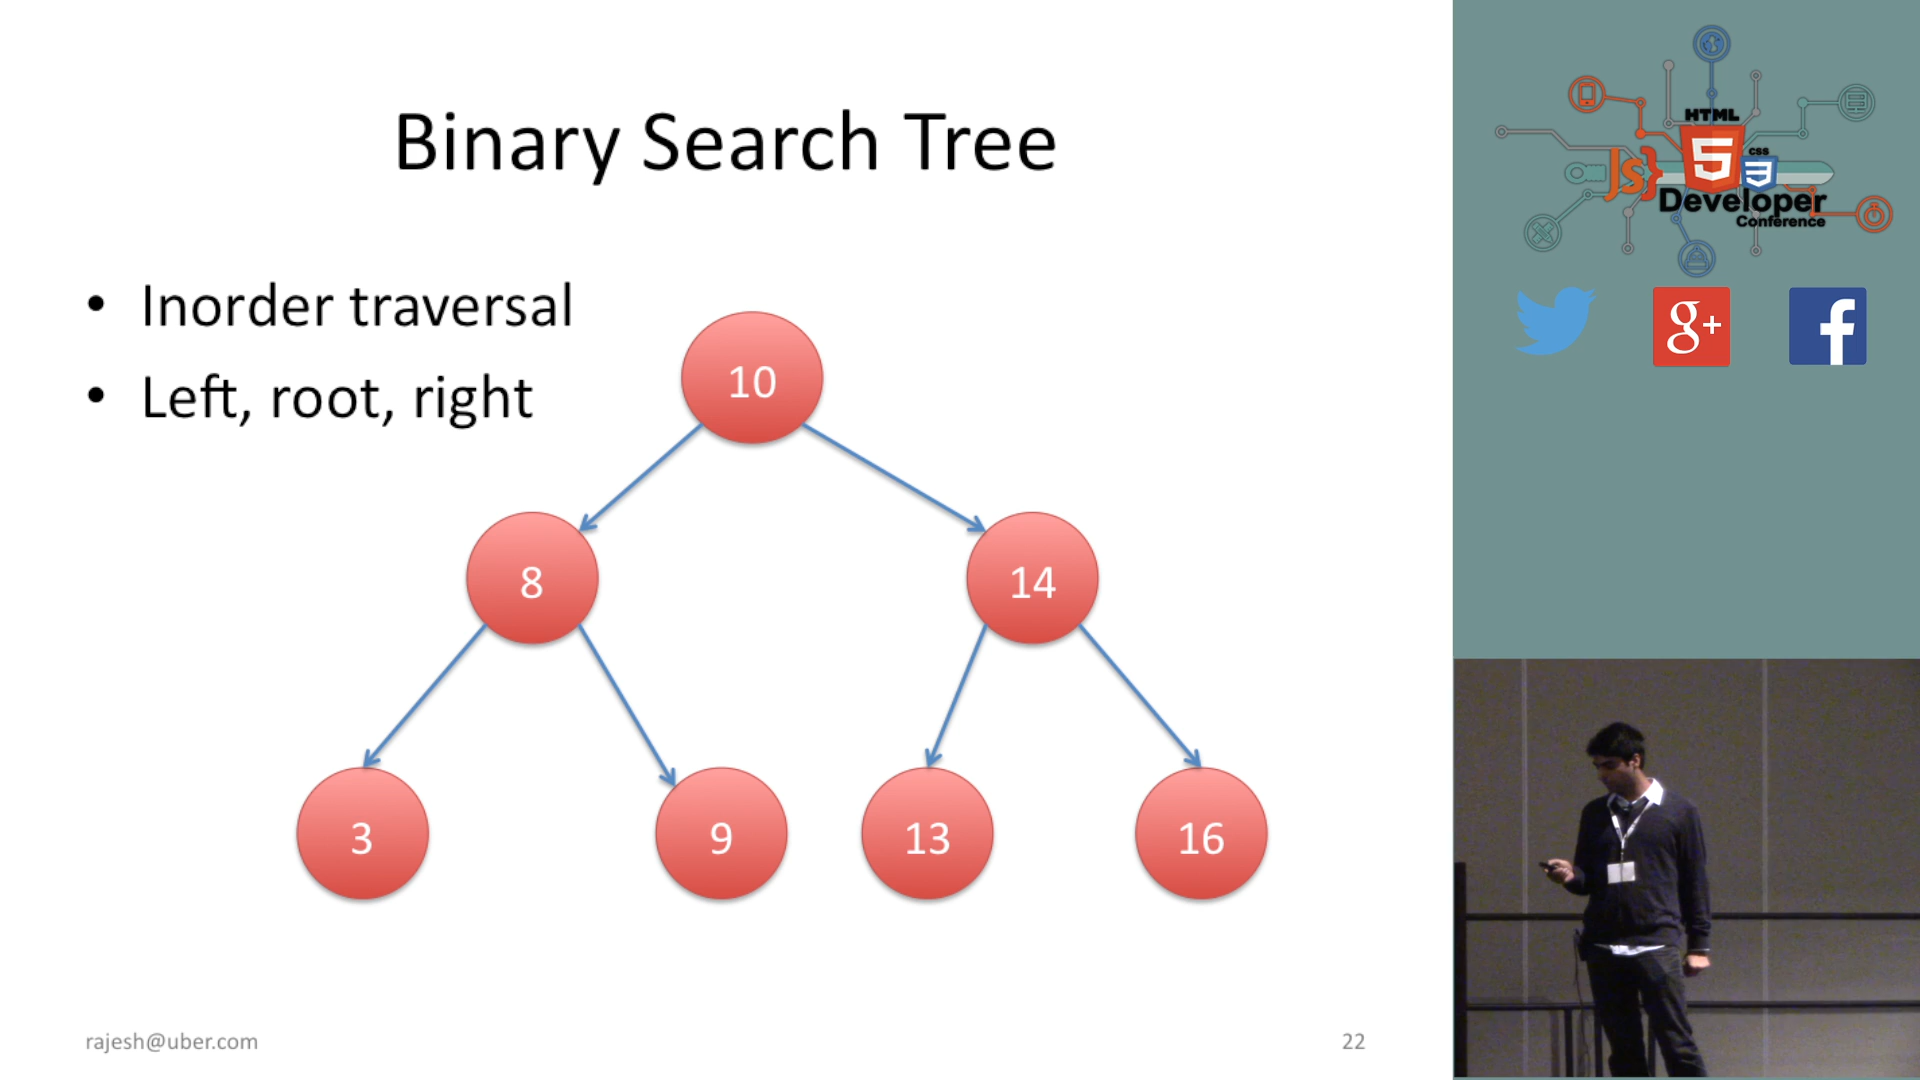 Binary Search Tree
• Inorder traversal
• Left, root, right
10
8
14
3
9
13
16
rajesh@uber.com
22
HTML
5
CSS
3
JS}
Developer
Conference
g+
f